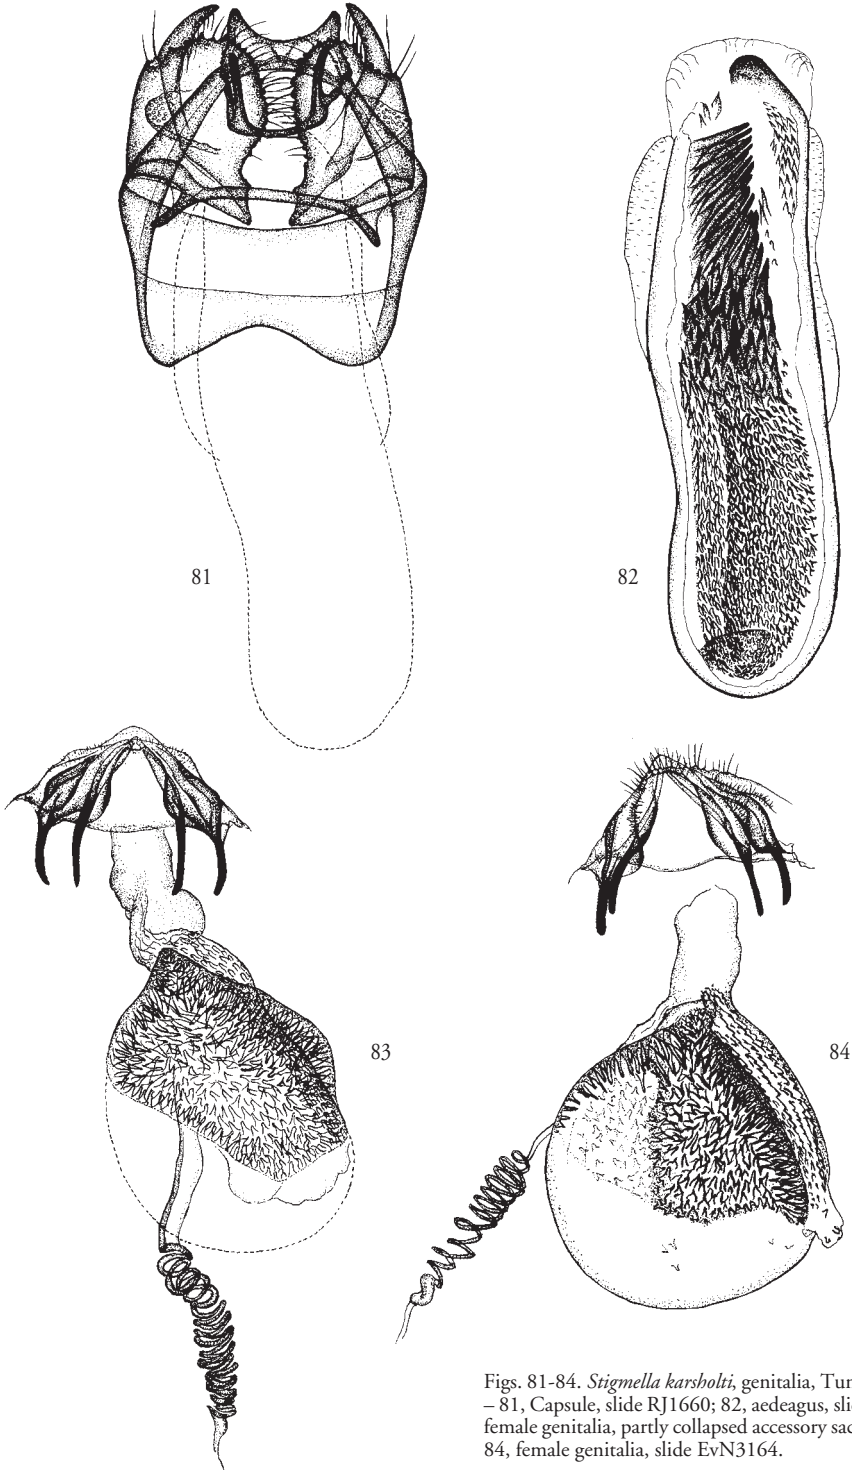 81
82
83
84
Figs. 81-84. Stigmella karsholti, genitalia,
– 81, Capsule, slide RJ1660; 82, aedeagus,
female genitalia, partly collapsed accessory
84, female genitalia, slide EvN3164.